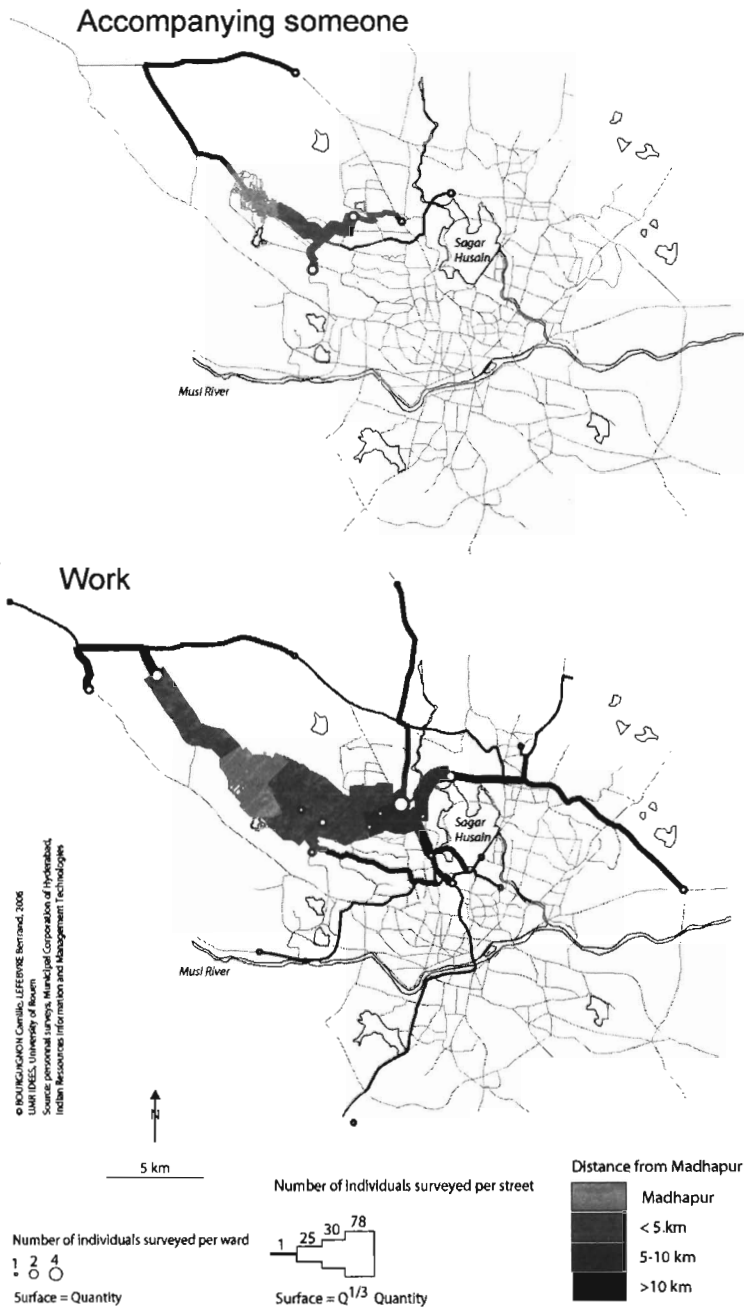 Accompanying someone
Sagar
Husain
Musi River
Work
Sagar
Husain
Musi River
© BOURGUIGNON Camille, LEFEBVRE Bertrand, 2006
UMR IDEES, University of Rouen
Source: personnal surveys, Municipal Corporation of Hyderabad,
Indian Ressources Information and Management Technologies
N
5 km
Number of individuals surveyed per ward
1 2 4
Surface = Quantity
Number of individuals surveyed per street
1 25 30 78
Surface = Q^1/3 Quantity
Distance from Madhapur
Madhapur
< 5.km
5-10 km
>10 km